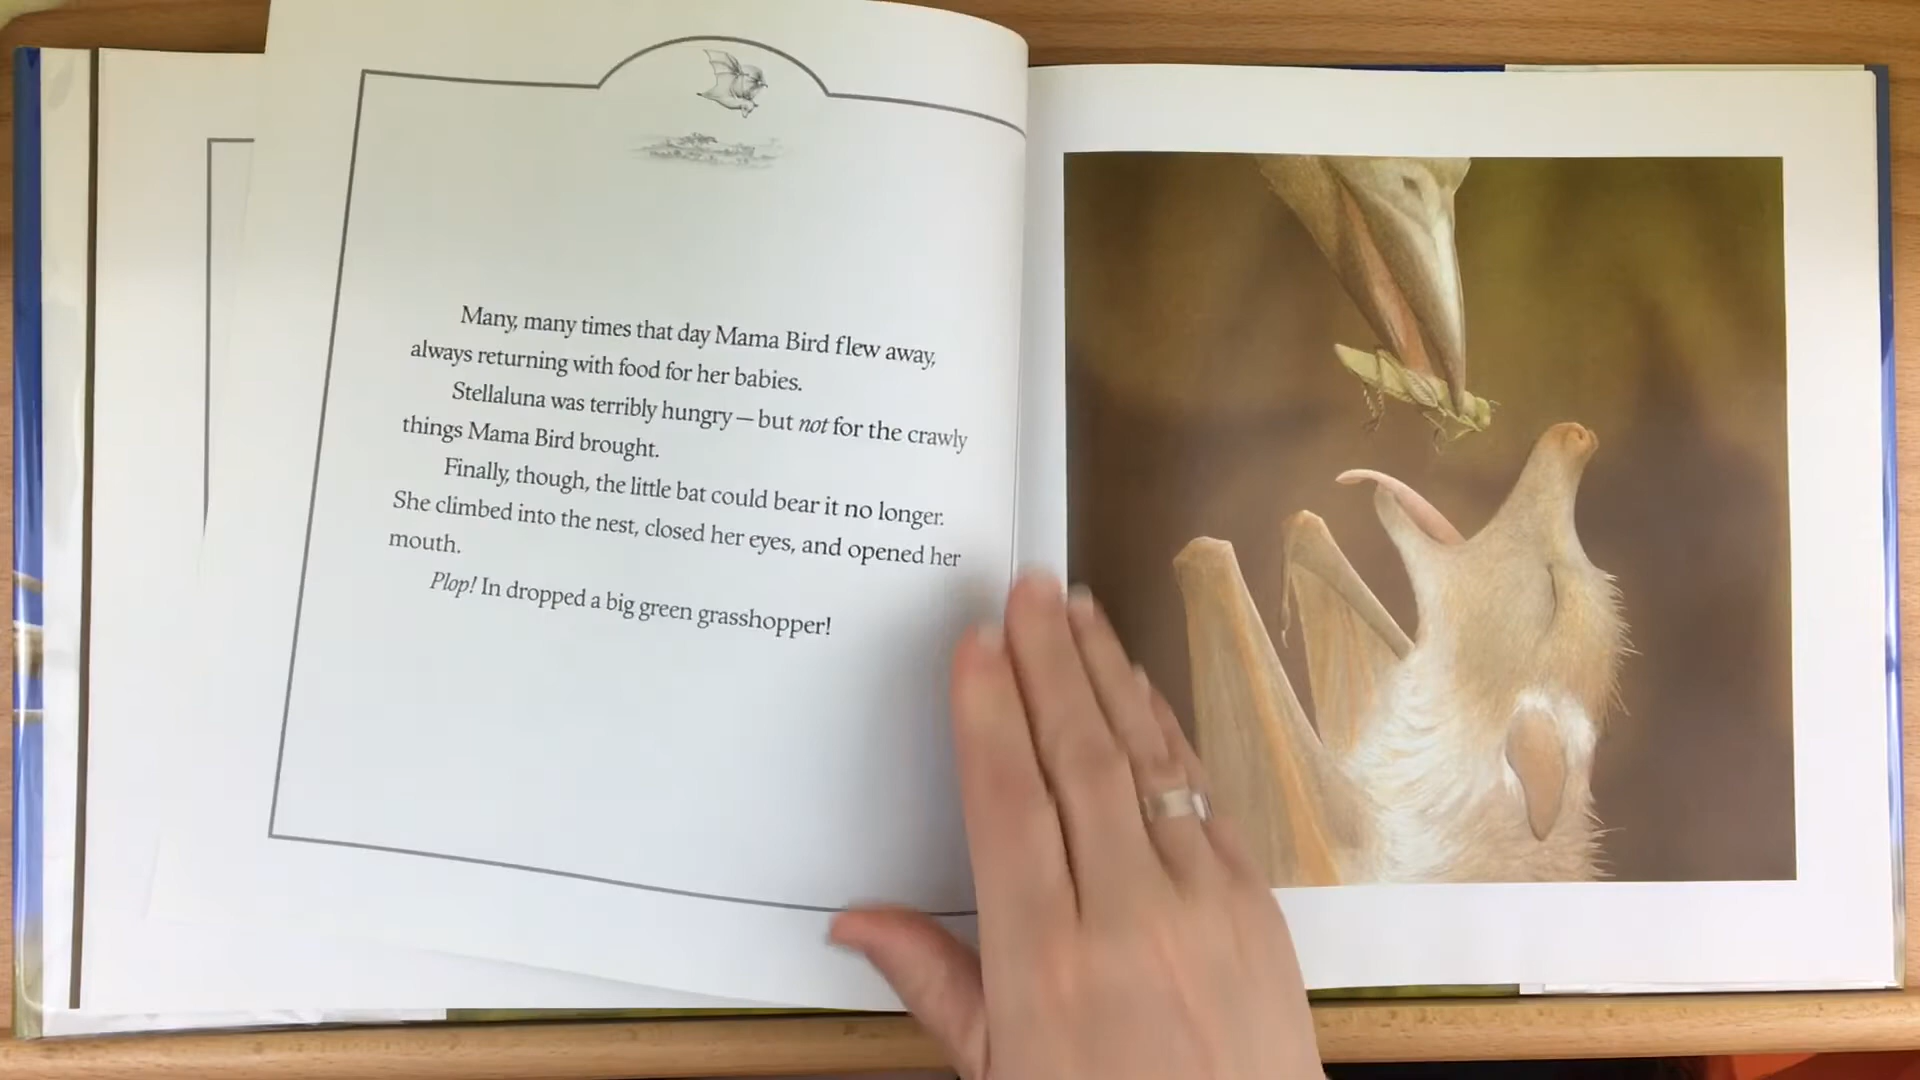 Many, many times that day Mama Bird flew away,
always returning with food for her babies.
Stellaluna was terribly hungry — but not for the crawly
things Mama Bird brought.
Finally, though, the little bat could bear it no longer.
She climbed into the nest, closed her eyes, and opened her
mouth.
Plop! In dropped a big green grasshopper!